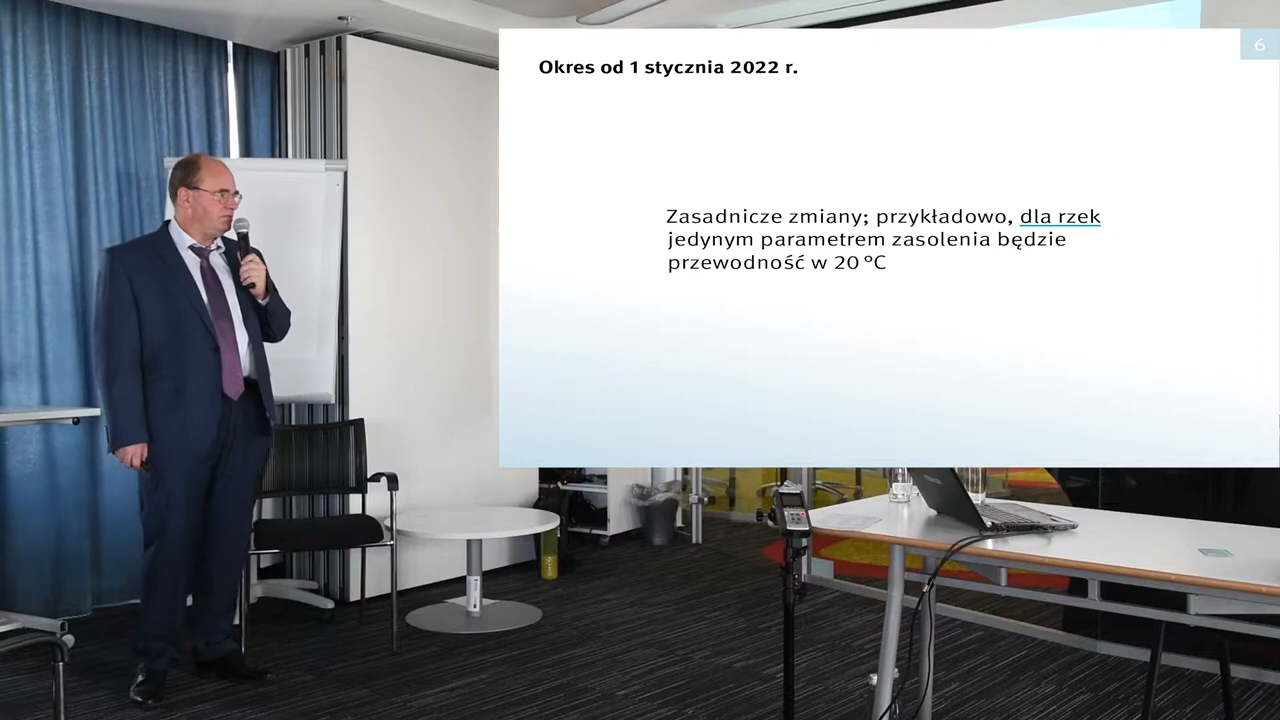 6
Okres od 1 stycznia 2022 r.
Zasadnicze zmiany; przykładowo, dla rzek
jedynym parametrem zasolenia będzie
przewodność w 20 °C